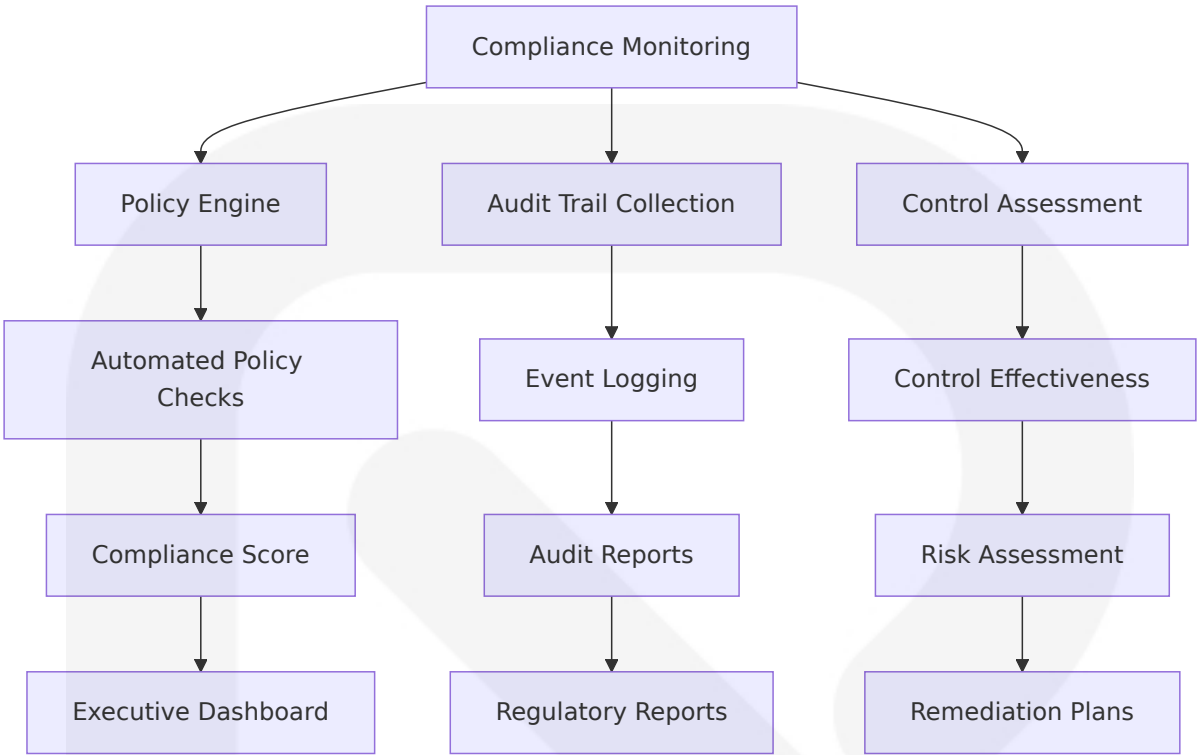 Compliance Monitoring
Policy Engine
Audit Trail Collection
Control Assessment
Automated Policy
Checks
Event Logging
Control Effectiveness
Compliance Score
Audit Reports
Risk Assessment
Executive Dashboard
Regulatory Reports
Remediation Plans